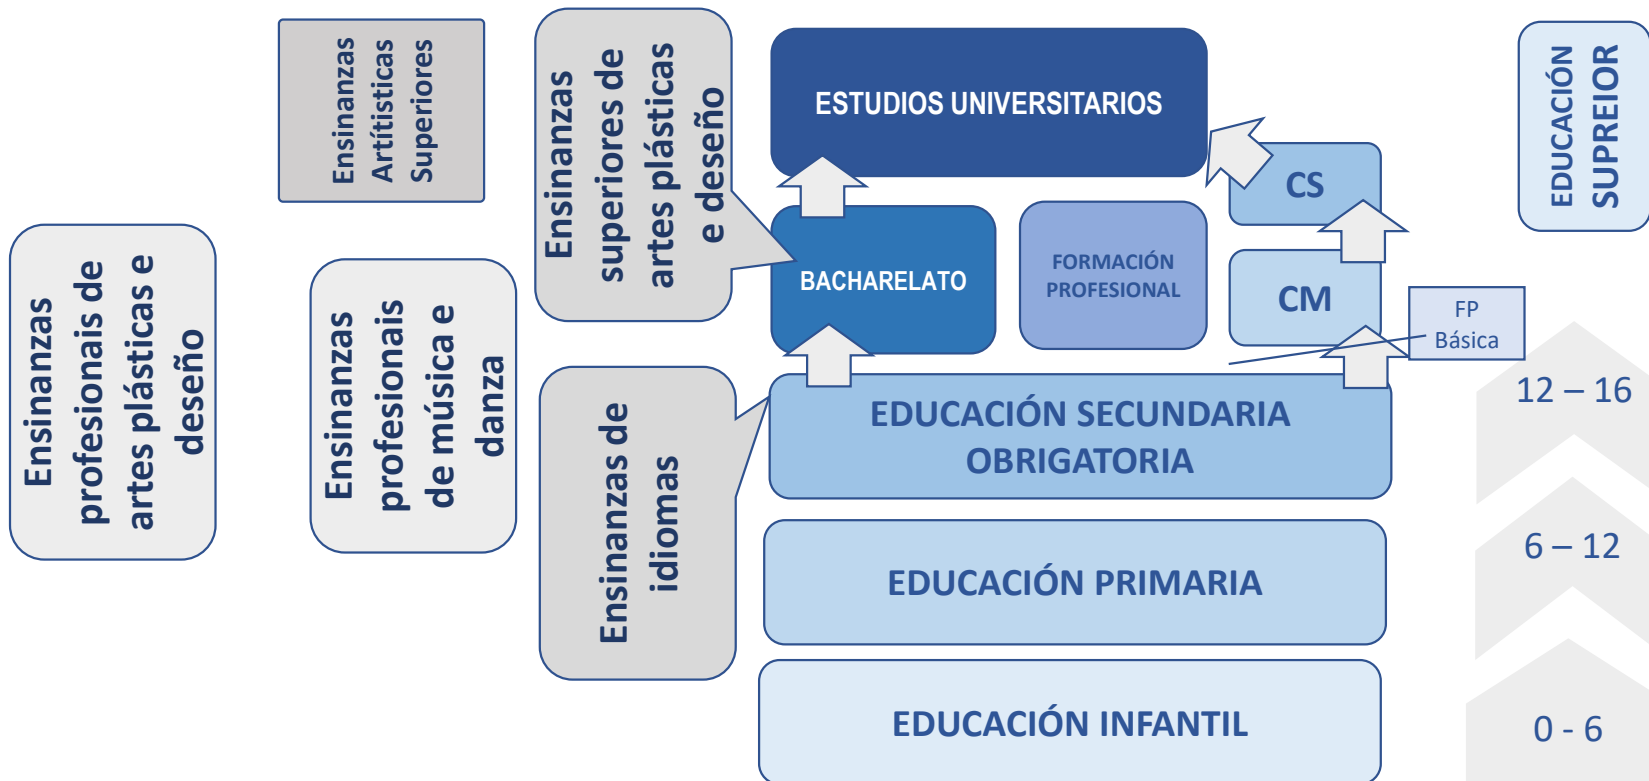 Ensinanzas
Artítisticas
Superiores
Ensinanzas
superiores de
artes plásticas
e deseño
ESTUDIOS UNIVERSITARIOS
EDUCACIÓN
SUPREIOR
CS
Ensinanzas
profesionais de
artes plásticas e
deseño
Ensinanzas
profesionais
de música e
danza
BACHARELATO
FORMACIÓN
PROFESIONAL
CM
FP
Básica
Ensinanzas de
idiomas
EDUCACIÓN SECUNDARIA
OBRIGATORIA
12 – 16
EDUCACIÓN PRIMARIA
6 – 12
EDUCACIÓN INFANTIL
0 - 6